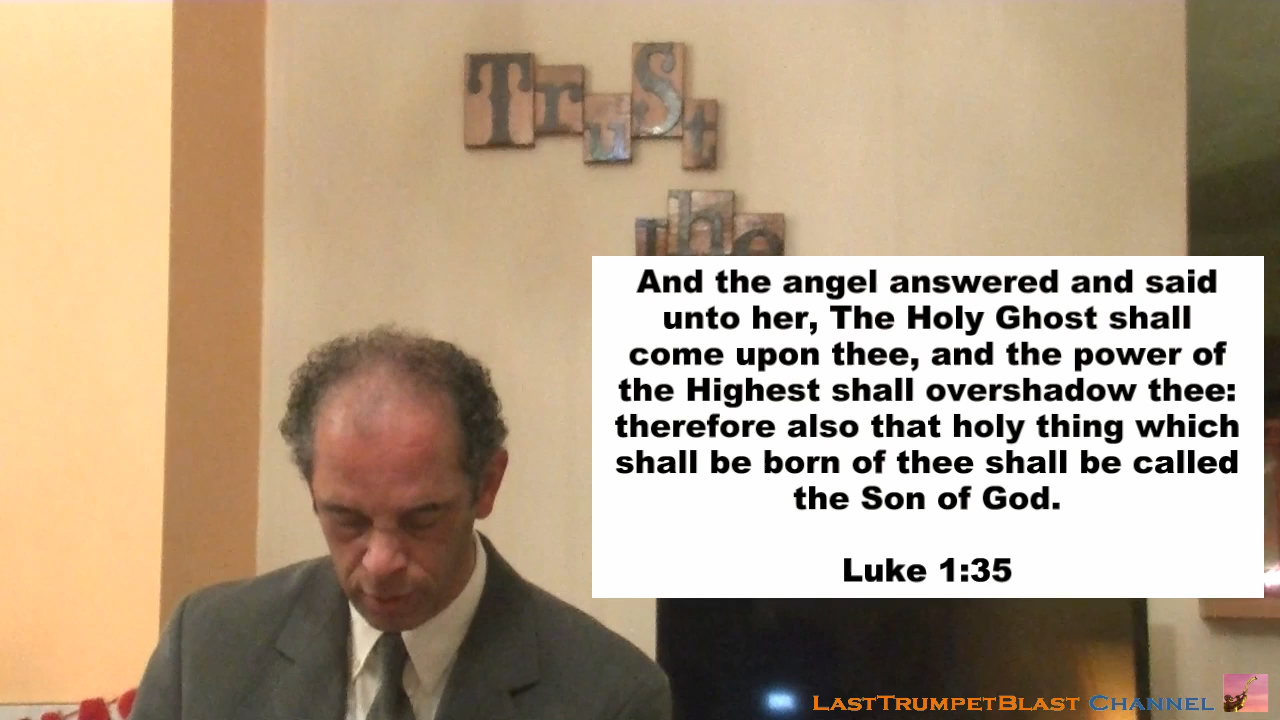 Trust
the
And the angel answered and said
unto her, The Holy Ghost shall
come upon thee, and the power of
the Highest shall overshadow thee:
therefore also that holy thing which
shall be born of thee shall be called
the Son of God.
Luke 1:35
LastTrumpetBlast Channel